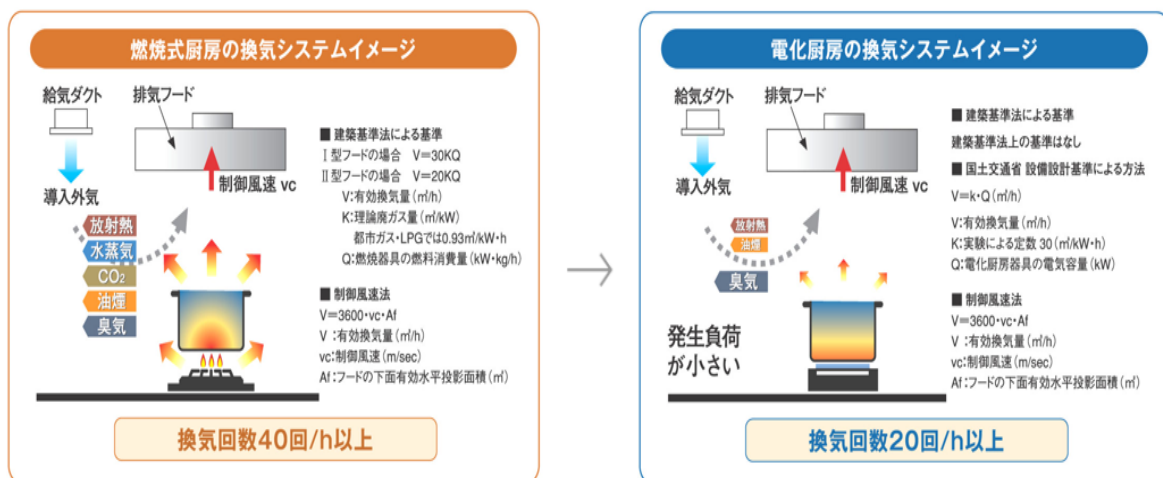 燃焼式厨房の換気システムイメージ
給気ダクト
排気フード
導入外気
制御風速 vc
放射熱
水蒸気
CO₂
油煙
臭気
■ 建築基準法による基準
Ⅰ型フードの場合 V=30KQ
Ⅱ型フードの場合 V=20KQ
V:有効換気量(㎥/h)
K:理論廃ガス量(㎥/kW)
都市ガス・LPGでは0.93㎥/kW・h
Q:燃焼器具の燃料消費量(kW・kg/h)
■ 制御風速法
V=3600・vc・Af
V :有効換気量(㎥/h)
vc:制御風速(m/sec)
Af:フードの下面有効水平投影面積(㎡)
換気回数40回/h以上
電化厨房の換気システムイメージ
給気ダクト
排気フード
導入外気
制御風速 vc
放射熱
油煙
臭気
発生負荷
が小さい
■ 建築基準法による基準
建築基準法上の基準はなし
■ 国土交通省 設備設計基準による方法
V=k・Q(㎥/h)
V:有効換気量(㎥/h)
K:実験による定数 30(㎥/kW・h)
Q:電化厨房器具の電気容量(kW)
■ 制御風速法
V=3600・vc・Af
V :有効換気量(㎥/h)
vc:制御風速(m/sec)
Af:フードの下面有効水平投影面積(㎡)
換気回数20回/h以上